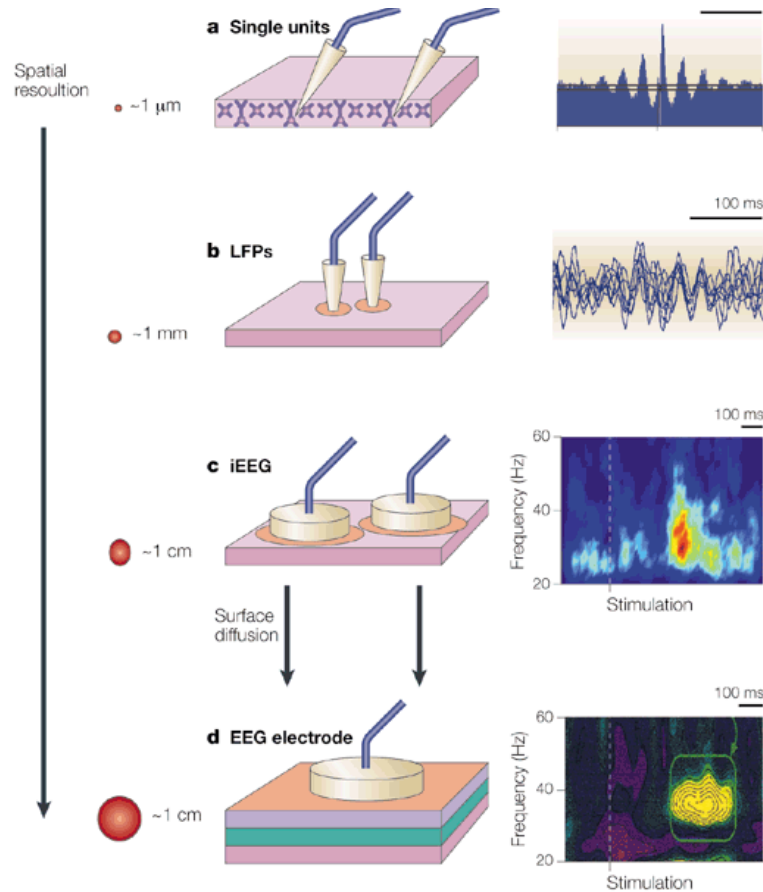 a Single units
Spatial
resoultion
~1 μm
100 ms
b LFPs
~1 mm
100 ms
c iEEG
60
40
20
Frequency (Hz)
~1 cm
Stimulation
Surface
diffusion
100 ms
d EEG electrode
60
40
20
Frequency (Hz)
~1 cm
Stimulation